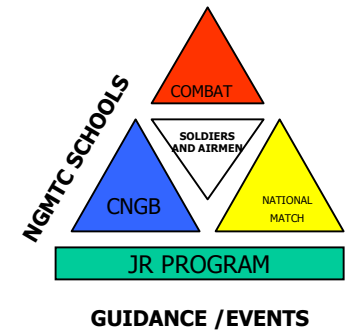 COMBAT
NGMTC SCHOOLS
SOLDIERS
AND AIRMEN
CNGB
NATIONAL
MATCH
JR PROGRAM
GUIDANCE /EVENTS